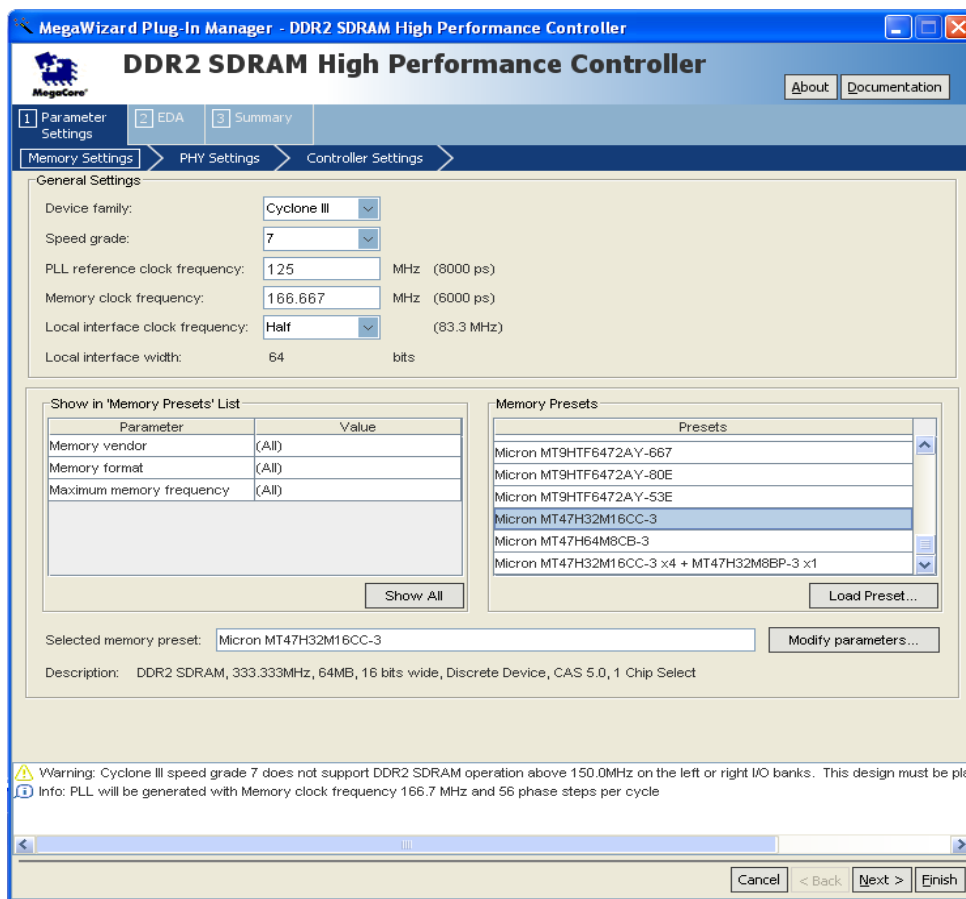 MegaWizard Plug-In Manager - DDR2 SDRAM High Performance Controller
DDR2 SDRAM High Performance Controller
MegaCore®
About Documentation
1 Parameter Settings 2 EDA 3 Summary
Memory Settings PHY Settings Controller Settings
General Settings
Device family: Cyclone III
Speed grade: 7
PLL reference clock frequency: 125 MHz (8000 ps)
Memory clock frequency: 166.667 MHz (6000 ps)
Local interface clock frequency: Half (83.3 MHz)
Local interface width: 64 bits
Show in 'Memory Presets' List
Parameter Value
Memory vendor (All)
Memory format (All)
Maximum memory frequency (All)
Show All
Memory Presets
Presets
Micron MT9HTF6472AY-667
Micron MT9HTF6472AY-80E
Micron MT9HTF6472AY-53E
Micron MT47H32M16CC-3
Micron MT47H64M8CB-3
Micron MT47H32M16CC-3 x4 + MT47H32M8BP-3 x1
Load Preset...
Selected memory preset: Micron MT47H32M16CC-3 Modify parameters...
Description: DDR2 SDRAM, 333.333MHz, 64MB, 16 bits wide, Discrete Device, CAS 5.0, 1 Chip Select
Warning: Cyclone III speed grade 7 does not support DDR2 SDRAM operation above 150.0MHz on the left or right I/O banks. This design must be
Info: PLL will be generated with Memory clock frequency 166.7 MHz and 56 phase steps per cycle
Cancel < Back Next > Finish